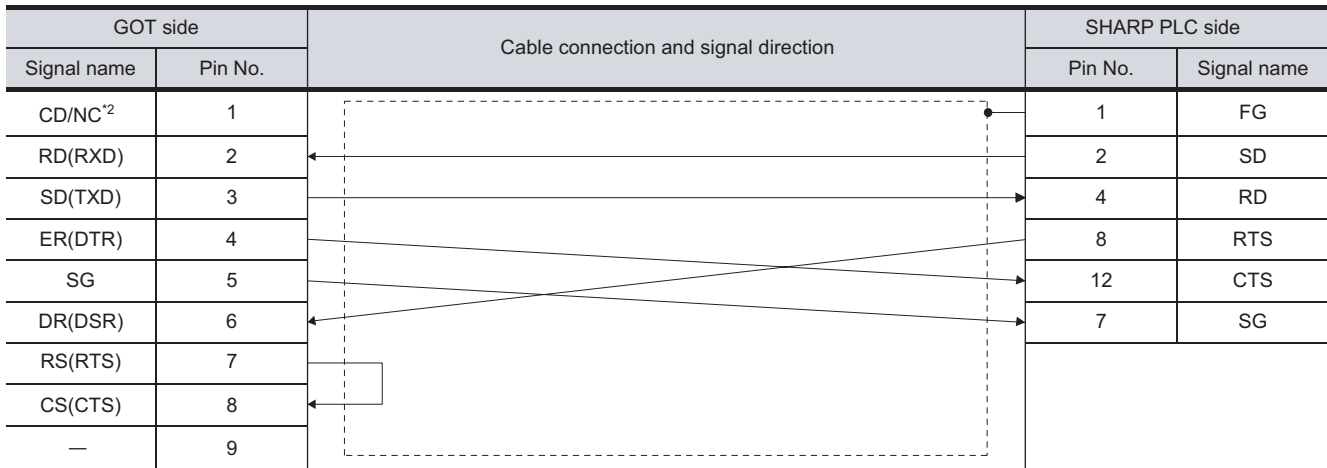 GOT side Cable connection and signal direction SHARP PLC side
Signal name Pin No. Pin No. Signal name
CD/NC*2 1 1 FG
RD(RXD) 2 2 SD
SD(TXD) 3 4 RD
ER(DTR) 4 8 RTS
SG 5 12 CTS
DR(DSR) 6 7 SG
RS(RTS) 7
CS(CTS) 8
— 9